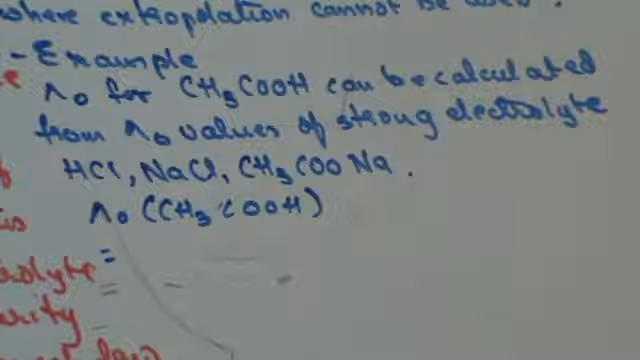 where extrapolation cannot be used.
- Example
Λo for CH3COOH can be calculated
from Λo values of strong electrolyte
HCl, NaCl, CH3COONa.
Λo (CH3COOH)
=